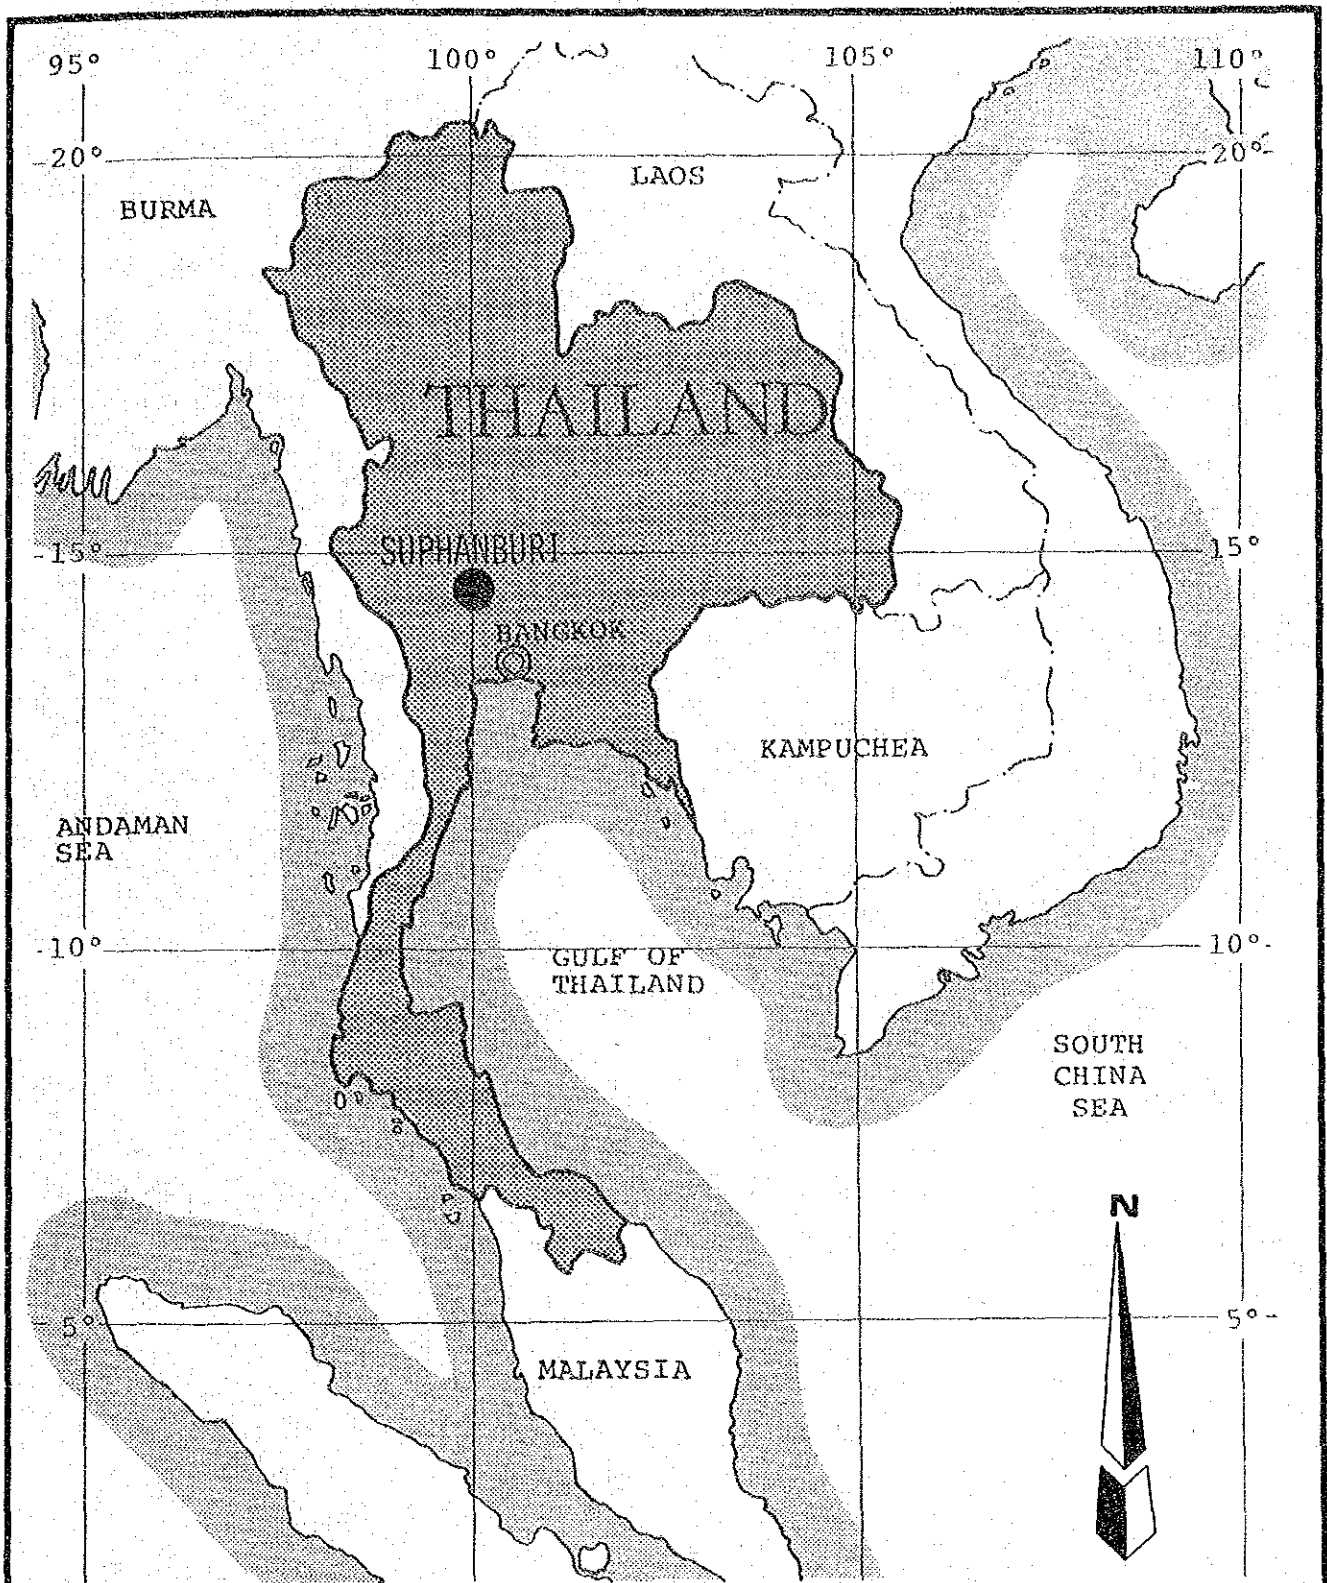 95° 100° 105° 110°
20° 20°
LAOS
BURMA
THAILAND
SUPHANBURI
15° 15°
BANGKOK
KAMPUCHEA
ANDAMAN
SEA
10° 10°
GULF OF
THAILAND
SOUTH
CHINA
SEA
N
5° 5°
MALAYSIA